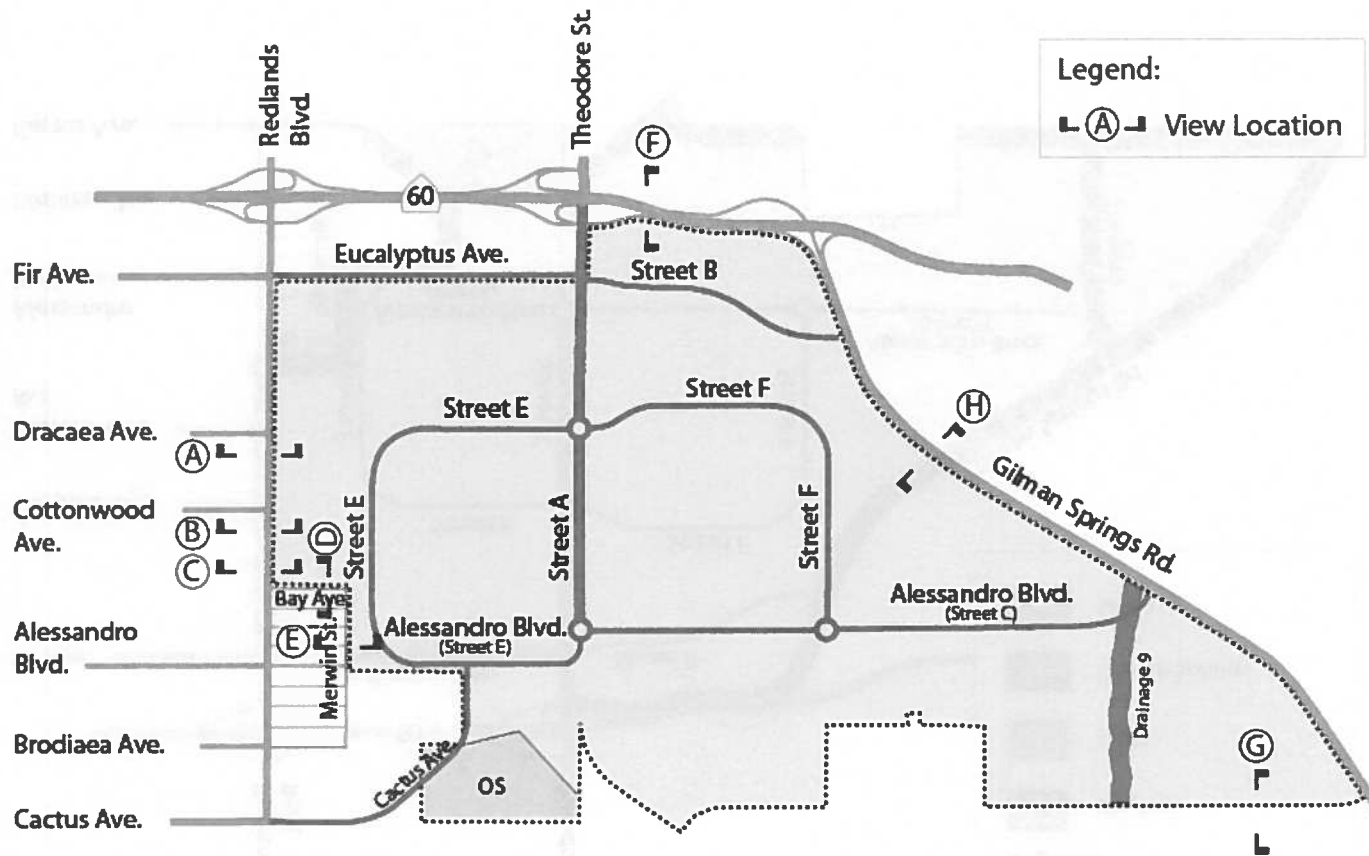 Redlands
Blvd.
Theodore St.
Legend:
A View Location
F
60
Eucalyptus Ave.
Fir Ave.
Street B
Street E
Street F
Dracaea Ave.
A
H
Gilman Springs Rd.
Cottonwood
Ave.
B
D
C
Street E
Street A
Street F
Bay Ave
Alessandro Blvd.
(Street C)
Alessandro
Blvd.
E
Merwin St.
Alessandro Blvd.
(Street E)
Drainage 9
Brodiaea Ave.
Cactus Ave.
OS
G
Cactus Ave.